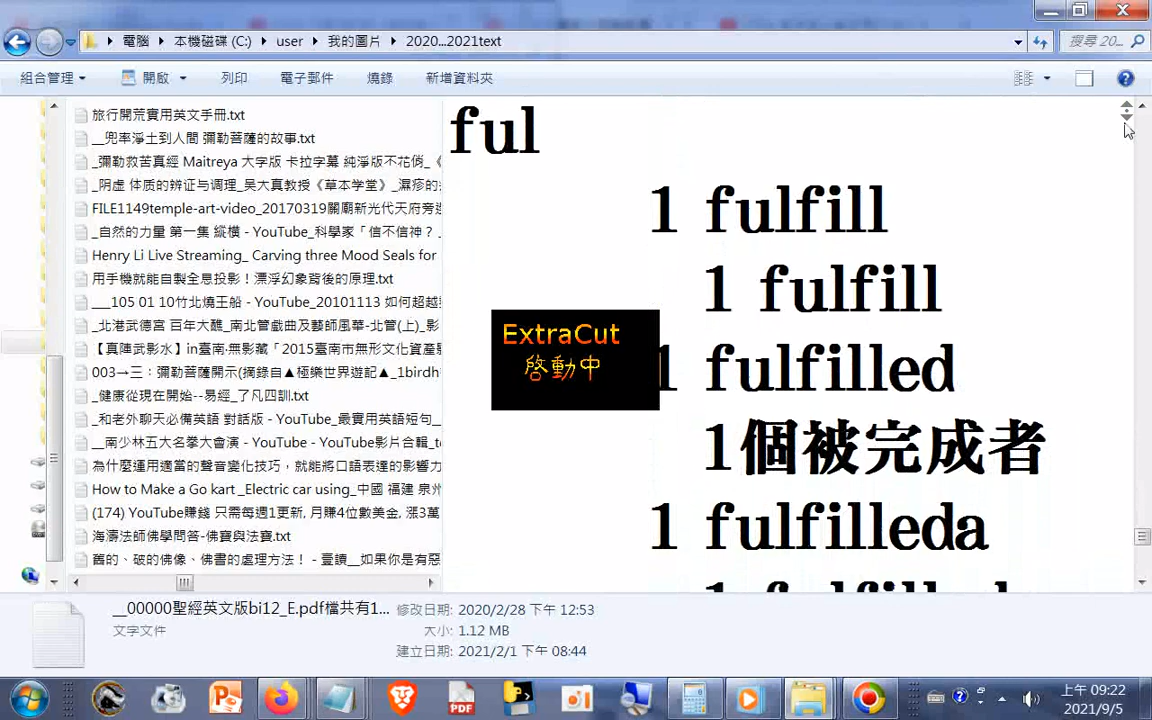 電腦 本機磁碟 (C:) user 我的圖片 2020...2021text
搜尋 20...
組合管理 開啟 列印 電子郵件 燒錄 新增資料夾
旅行開荒實用英文手冊.txt
__兜率淨土到人間 彌勒菩薩的故事.txt
_彌勒救苦真經 Maitreya 大字版 卡拉字幕 純淨版不花俏_《
_阴虚 体质的辨证与调理_吴大真教授《草本学堂》_濕疹的
FILE1149temple-art-video_20170319關廟新光代天府旁邊
_自然的力量 第一集 縱橫 - YouTube_科學家「信不信神？」
Henry Li Live Streaming_ Carving three Mood Seals for
用手機就能自製全息投影！漂浮幻象背後的原理.txt
___105 01 10竹北燒王船 - YouTube_20101113 如何超越
_北港武德宮 百年大醮_南北管戲曲及藝師風華-北管(上)_影
【真陣武影水】in臺南·無影藏「2015臺南市無形文化資產
003→三：彌勒菩薩開示(摘錄自▲極樂世界遊記▲_1birdh
_健康從現在開始--易經_了凡四訓.txt
_和老外聊天必備英語 對話版 - YouTube_最實用英語短句_
__南少林五大名拳大會演 - YouTube - YouTube影片合輯_
為什麼運用適當的聲音變化技巧，就能將口語表達的影響力
How to Make a Go kart _Electric car using_中國 福建 泉州
(174) YouTube賺錢 只需每週1更新, 月賺4位數美金, 漲3萬
海濤法師佛學問答-佛寶與法寶.txt
舊的、破的佛像、佛書的處理方法！ - 壹讀__如果你是有惡
ful
1 fulfill
1 fulfill
1 fulfilled
1個被完成者
1 fulfilleda
ExtraCut
啓動中
__00000聖經英文版bi12_E.pdf檔共有1...
文字文件
修改日期: 2020/2/28 下午 12:53
大小: 1.12 MB
建立日期: 2021/2/1 下午 08:44
PDF
上午 09:22
2021/9/5